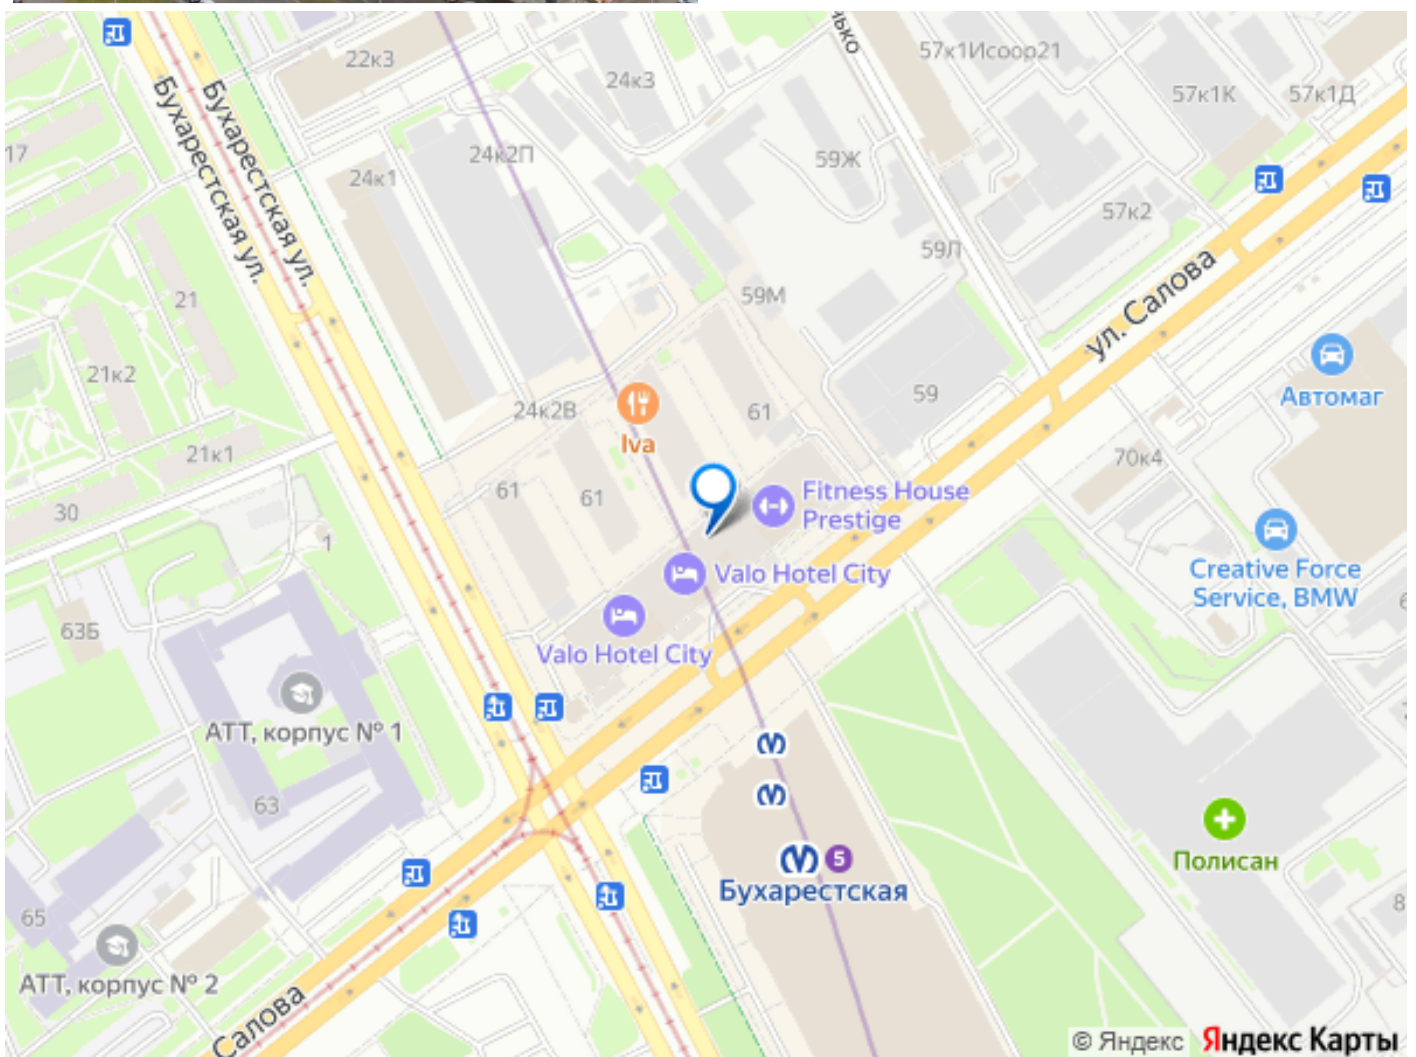 нько
57к1Исоор21
22к3
24к3
57к1К
57к1Д
Бухарестская ул.
Бухарестская ул.
17
24к2П
24к1
59Ж
57к2
59Л
ул. Салова
21
59М
21к2
24к2В
Iva
61
59
Автомаг
21к1
70к4
30
61
61
Fitness House
Prestige
1
Valo Hotel City
Creative Force
Service, BMW
63Б
Valo Hotel City
АТТ, корпус № 1
63
5
Бухарестская
Полисан
65
8
АТТ, корпус № 2
Салова
© Яндекс Яндекс Карты